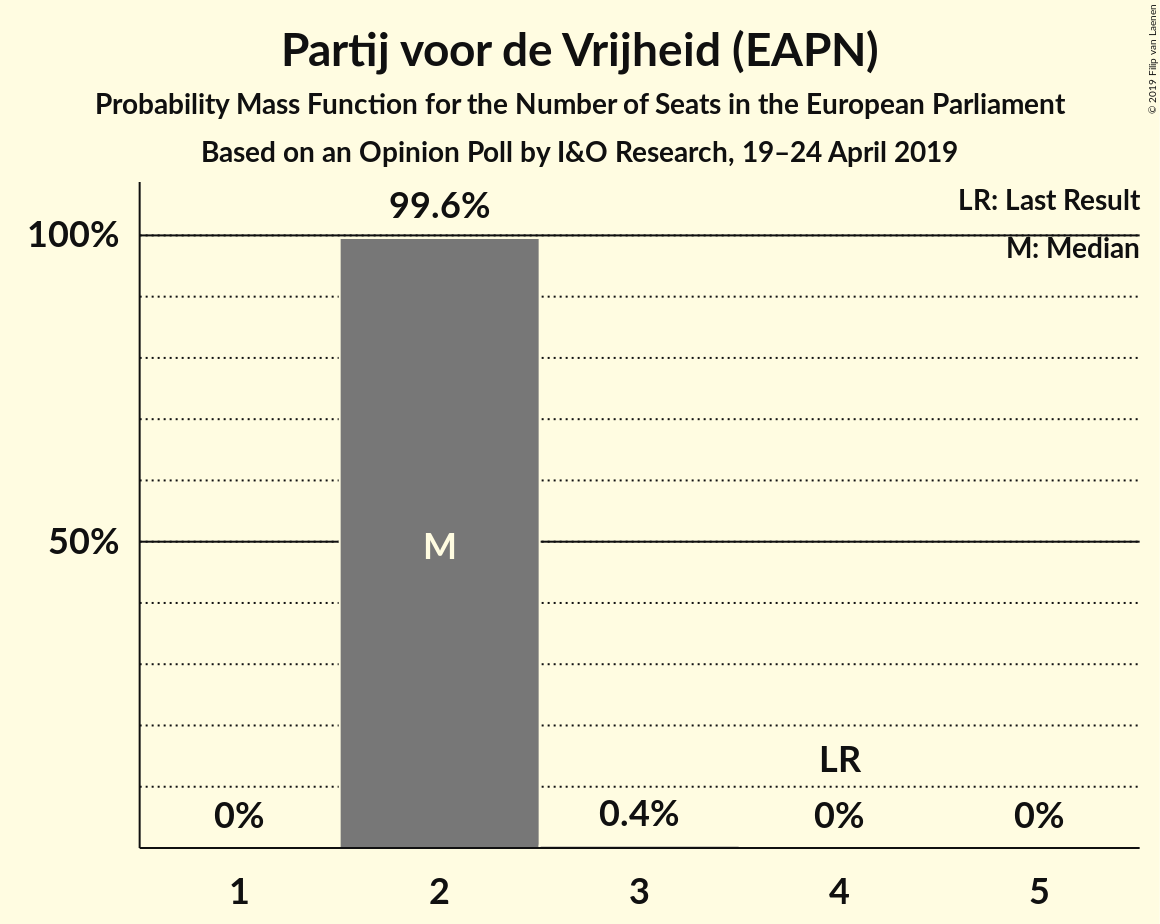 Partij voor de Vrijheid (EAPN)
Probability Mass Function for the Number of Seats in the European Parliament
Based on an Opinion Poll by I&O Research, 19–24 April 2019
© 2019 Filip van Laenen
LR: Last Result
M: Median
99.6%
100%
50%
M
LR
0%
0.4%
0%
0%
1
2
3
4
5